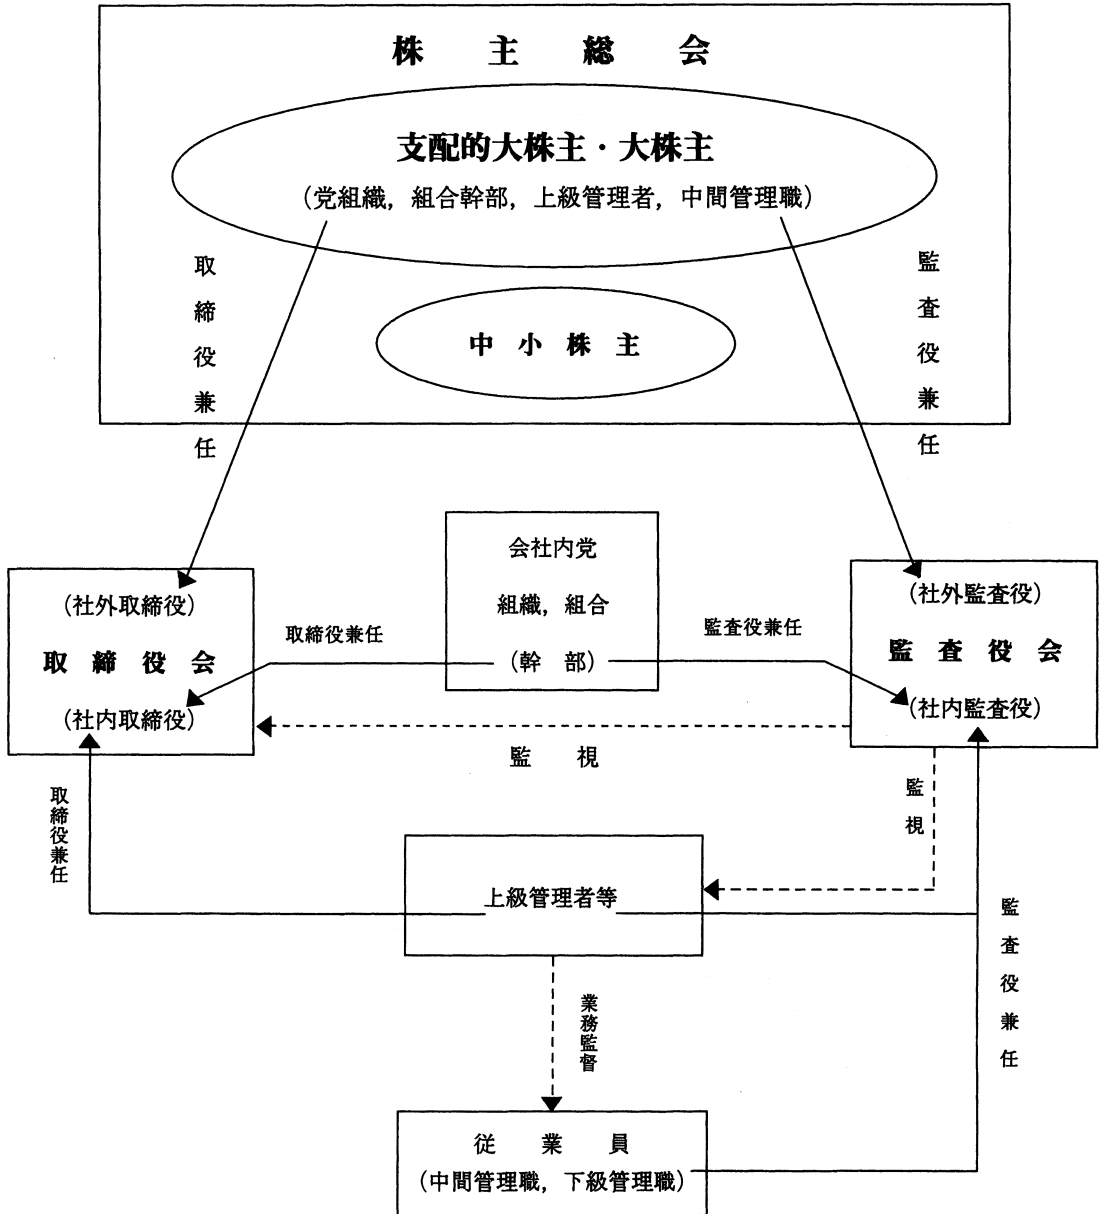 株 主 総 会
支配的大株主・大株主
(党組織, 組合幹部, 上級管理者, 中間管理職)
取締役兼任
監査役兼任
中 小 株 主
会社内党
組織, 組合
(幹 部)
(社外取締役)
取 締 役 会
(社内取締役)
取締役兼任
監査役兼任
(社外監査役)
監 査 役 会
(社内監査役)
監 視
監視
取締役兼任
上級管理者等
監査役兼任
業務監督
従 業 員
(中間管理職, 下級管理職)